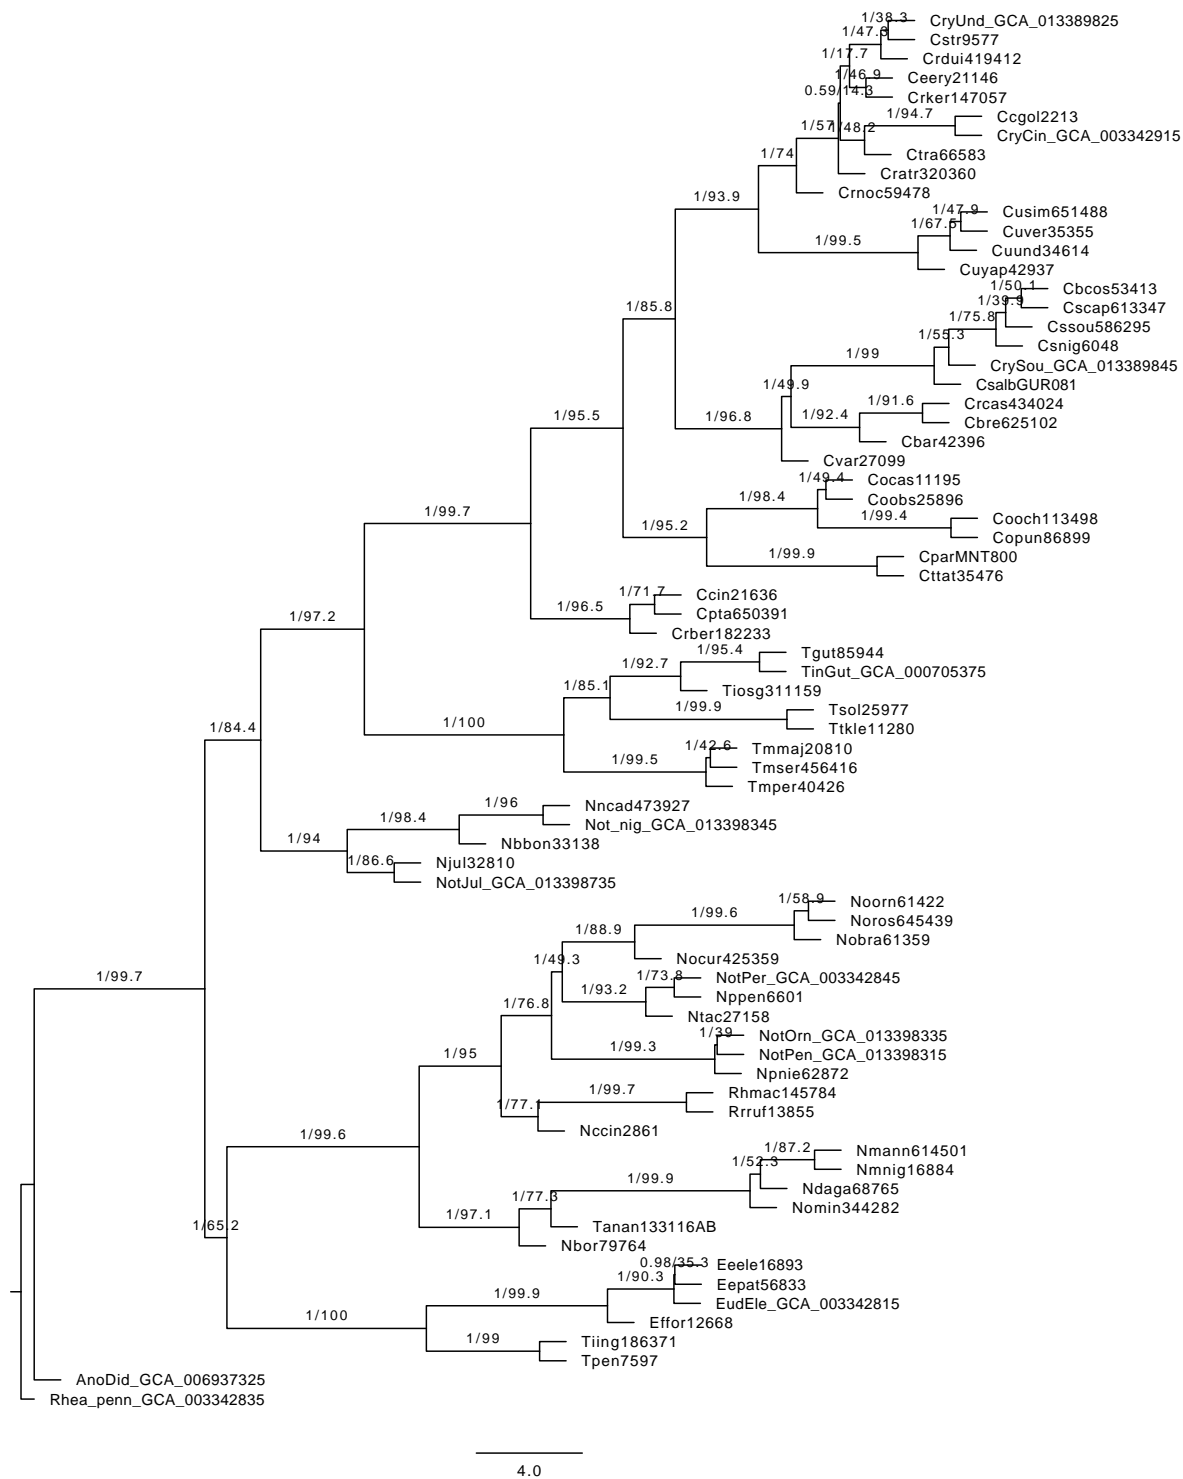 1/38.3
CryUnd_GCA_013389825
1/47.3
Cstr9577
1/17.7
Crdui419412
1/46.9
Ceery21146
0.59/14.3
Crker147057
1/94.7
Ccgol2213
1/57
1/48.2
CryCin_GCA_003342915
1/74
Ctra66583
Cratr320360
Crnoc59478
1/93.9
1/47.9
Cusim651488
1/67.5
Cuver35355
1/99.5
Cuund34614
Cuyap42937
1/50.1
Cbcos53413
1/85.8
1/39.9
Cscap613347
1/75.8
Cssou586295
1/55.3
Csnig6048
1/99
CrySou_GCA_013389845
1/49.9
CsalbGUR081
1/91.6
Crcas434024
1/95.5
1/96.8
1/92.4
Cbre625102
Cbar42396
Cvar27099
1/49.4
Cocas11195
1/98.4
Coobs25896
1/99.7
1/99.4
Cooch113498
1/95.2
Copun86899
1/99.9
CparMNT800
Cttat35476
1/71.7
Ccin21636
1/96.5
Cpta650391
1/97.2
Crber182233
1/95.4
Tgut85944
1/92.7
TinGut_GCA_000705375
1/85.1
Tiosg311159
1/99.9
Tsol25977
1/84.4
1/100
Ttkle11280
1/42.6
Tmmaj20810
1/99.5
Tmser456416
Tmper40426
1/96
Nncad473927
1/98.4
Not_nig_GCA_013398345
1/94
Nbbon33138
1/86.6
Njul32810
NotJul_GCA_013398735
1/58.9
Noorn61422
1/99.6
Noros645439
1/88.9
Nobra61359
1/49.3
Nocur425359
1/99.7
1/73.8
NotPer_GCA_003342845
1/93.2
Nppen6601
1/76.8
Ntac27158
1/39
NotOrn_GCA_013398335
1/95
1/99.3
NotPen_GCA_013398315
Npnie62872
1/99.7
Rhmac145784
1/77.1
Rrruf13855
1/99.6
Nccin2861
1/87.2
Nmann614501
1/52.3
Nmnig16884
1/99.9
Ndaga68765
1/77.3
Nomin344282
1/97.1
1/65.2
Tanan133116AB
Nbor79764
0.98/35.3
Eeele16893
1/90.3
Eepat56833
1/99.9
EudEle_GCA_003342815
1/100
Effor12668
1/99
Tiing186371
Tpen7597
AnoDid_GCA_006937325
Rhea_penn_GCA_003342835
4.0